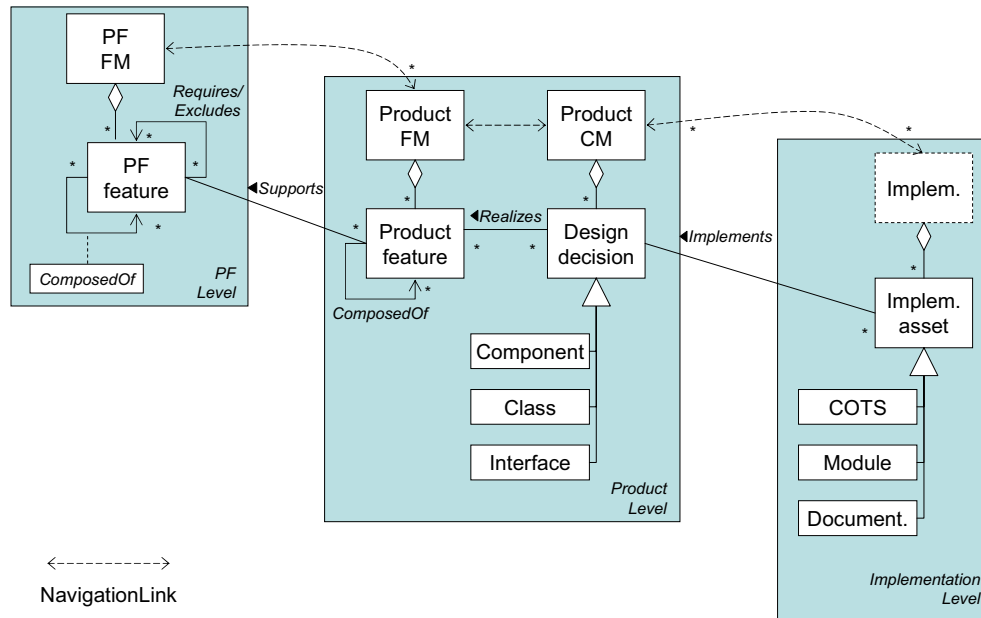 PF
FM
*
Requires/
Excludes
*
*
*
*
PF
feature
*
ComposedOf
PF
Level
◄Supports
*
Product
FM
Product
CM
*
*
*
*
Product
feature
*
◄Realizes
*
*
Design
decision
*
ComposedOf
Component
Class
Interface
Product
Level
◄Implements
*
Implem.
*
Implem.
asset
*
COTS
Module
Document.
Implementation
Level
NavigationLink